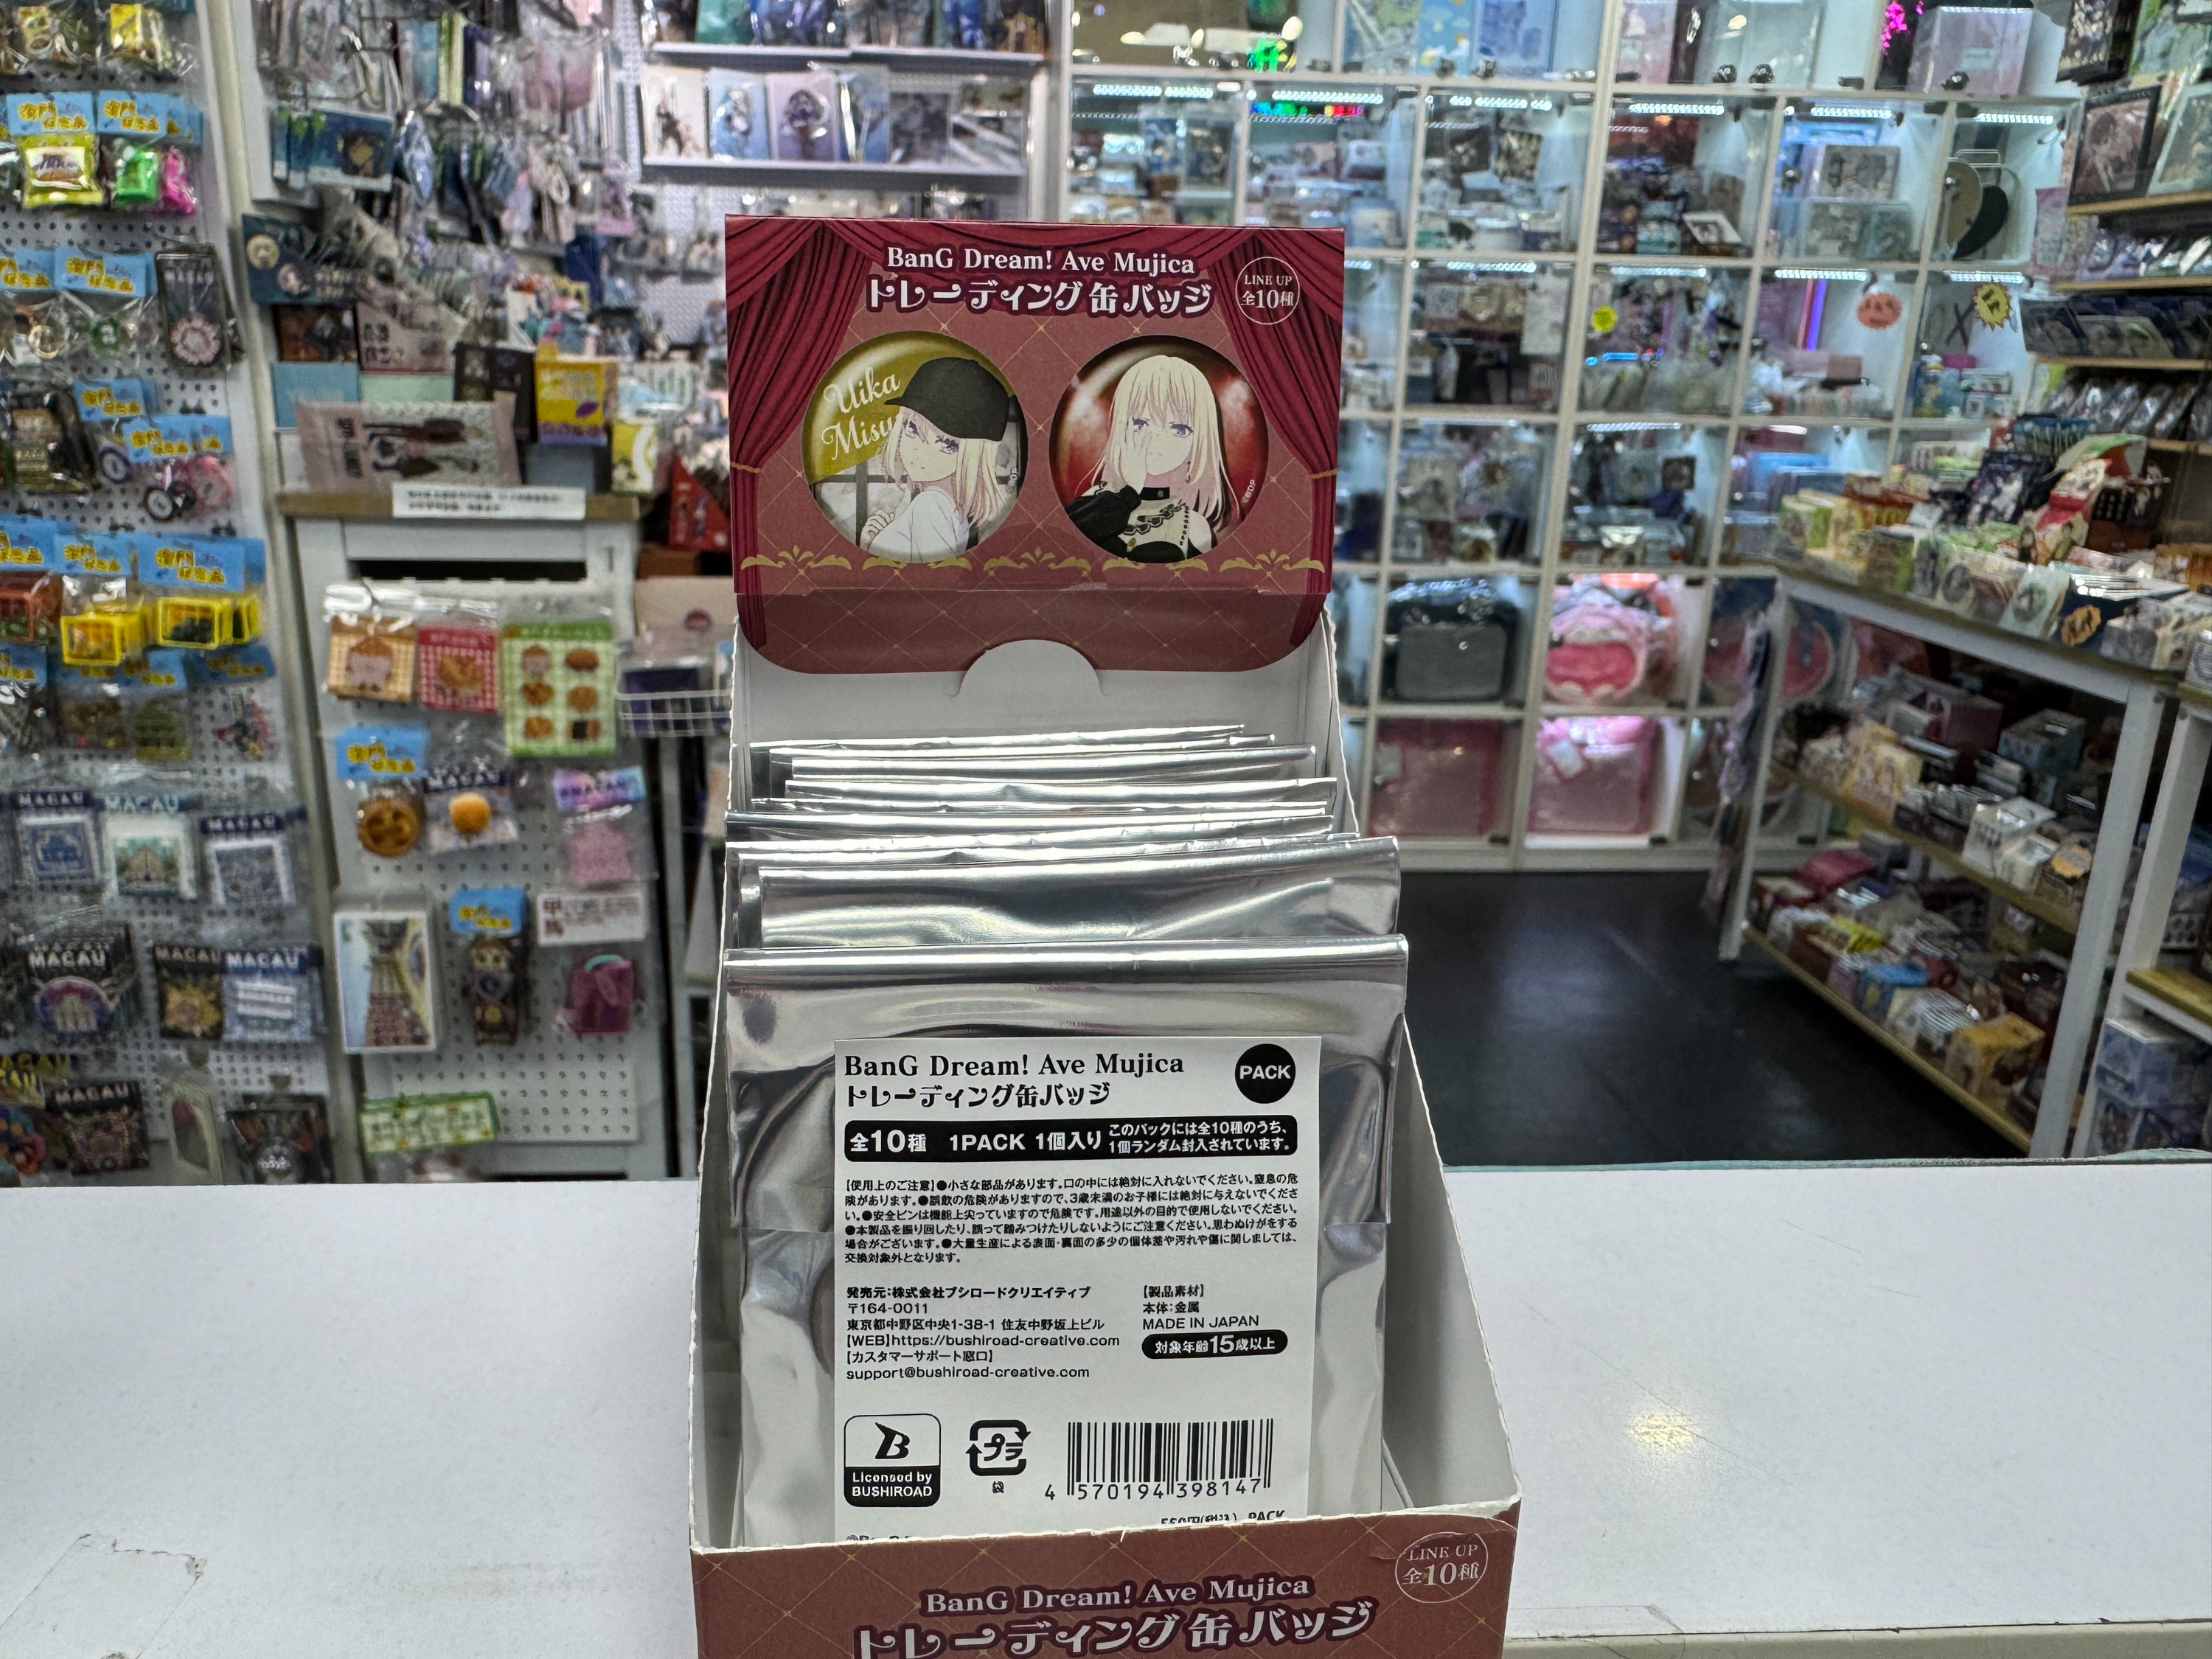 BanG Dream! Ave Mujica
トレーディング缶バッジ
LINE UP
全10種
Uika
BanG Dream! Ave Mujica
トレーディング缶バッジ
PACK
全10種 1PACK 1個入り
このパックには全10種のうち、
1個ランダム封入されています。
【使用上のご注意】●小さな部品があります。口の中には絶対に入れないでください。窒息の危
険があります。●誤飲の危険がありますので、3歳未満のお子様には絶対に与えないでくださ
い。●安全ピンは機能上尖っていますので危険です。用途以外の目的で使用しないでください。
●本製品を振り回したり、誤って踏みつけたりしないようにご注意ください。思わぬけがをする
場合がございます。●大量生産による表面・裏面の多少の個体差や汚れや傷に関しましては、
交換対象外となります。
発売元:株式会社ブシロードクリエイティブ
〒164-0011
東京都中野区中央1-38-1 住友中野坂上ビル
【WEB】https://bushiroad-creative.com
【カスタマーサポート窓口】
support@bushiroad-creative.com
【製品素材】
本体:金属
MADE IN JAPAN
対象年齢15歳以上
B
Licensed by
BUSHIROAD
プラ
袋
4 570194 398147
550円(税込) PACK
LINE UP
全10種
BanG Dream! Ave Mujica
トレーディング缶バッジ
MACAU
MACAU
MACAU
MACAU
MACAU
MACAU
MACAU
MACAU